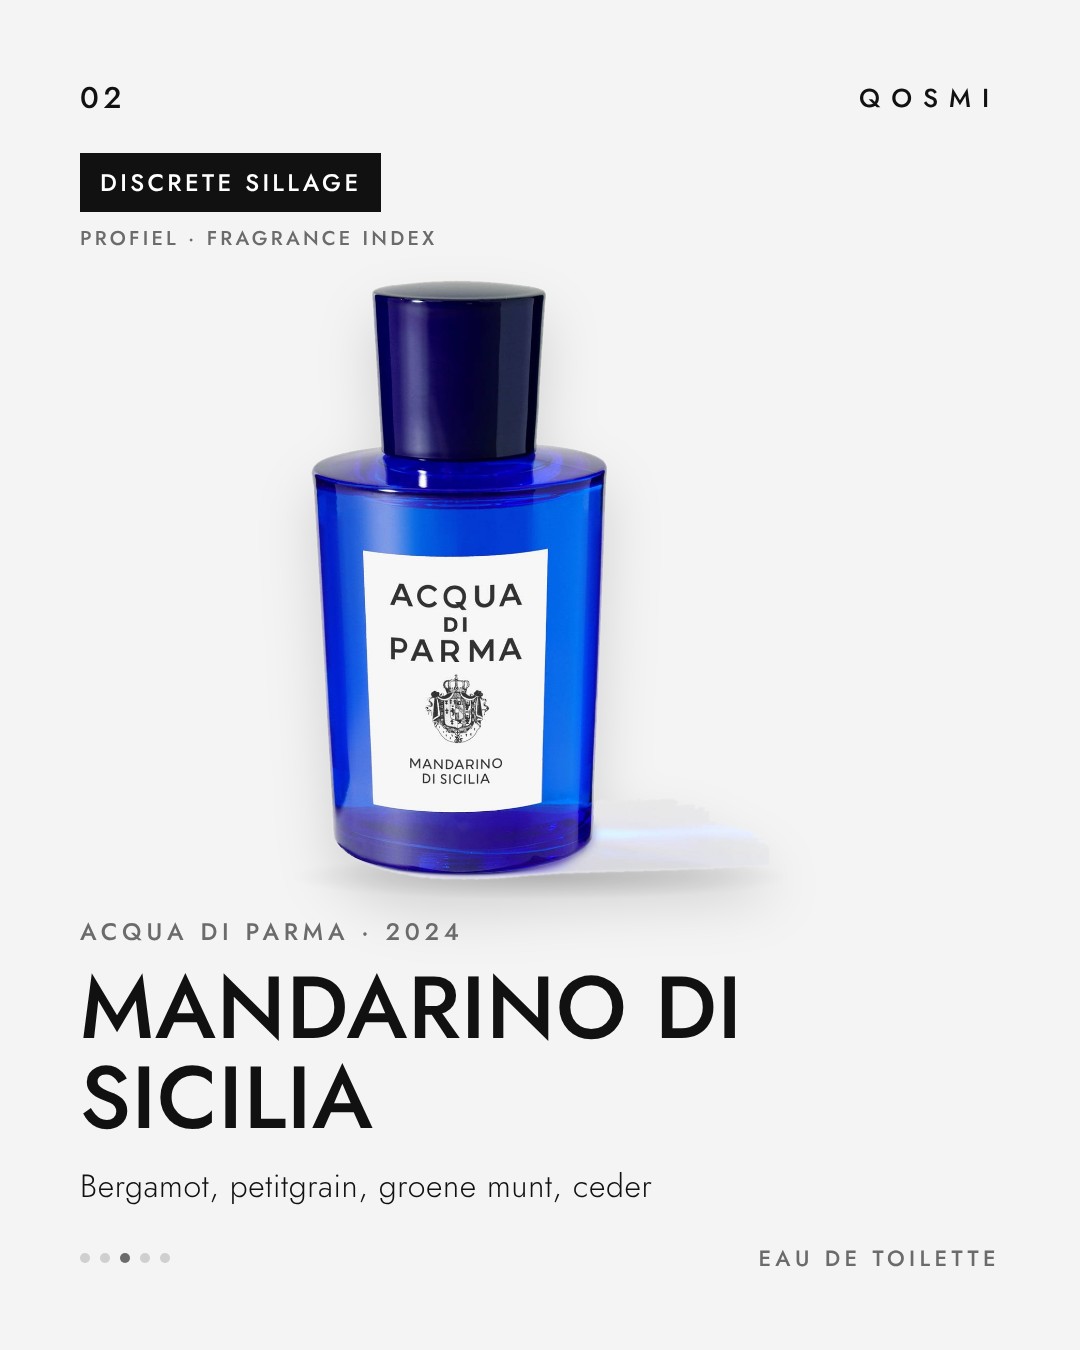 02
QOSMI
DISCRETE SILLAGE
PROFIEL · FRAGRANCE INDEX
ACQUA
DI
PARMA
MANDARINO
DI SICILIA
ACQUA DI PARMA · 2024
MANDARINO DI
SICILIA
Bergamot, petitgrain, groene munt, ceder
EAU DE TOILETTE